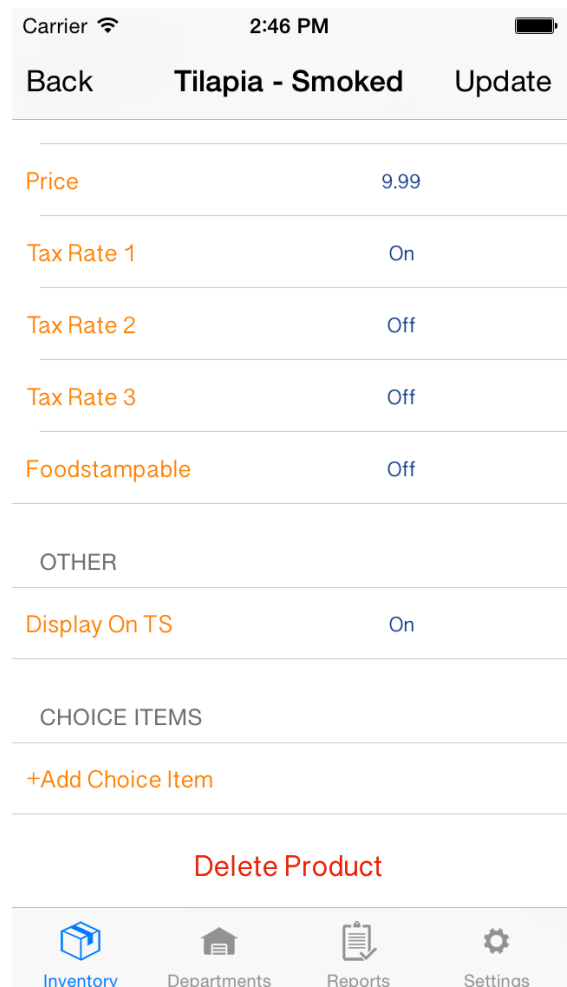 Carrier 2:46 PM
Back Tilapia - Smoked Update
Price 9.99
Tax Rate 1 On
Tax Rate 2 Off
Tax Rate 3 Off
Foodstampable Off
OTHER
Display On TS On
CHOICE ITEMS
+Add Choice Item
Delete Product
Inventory Departments Reports Settings